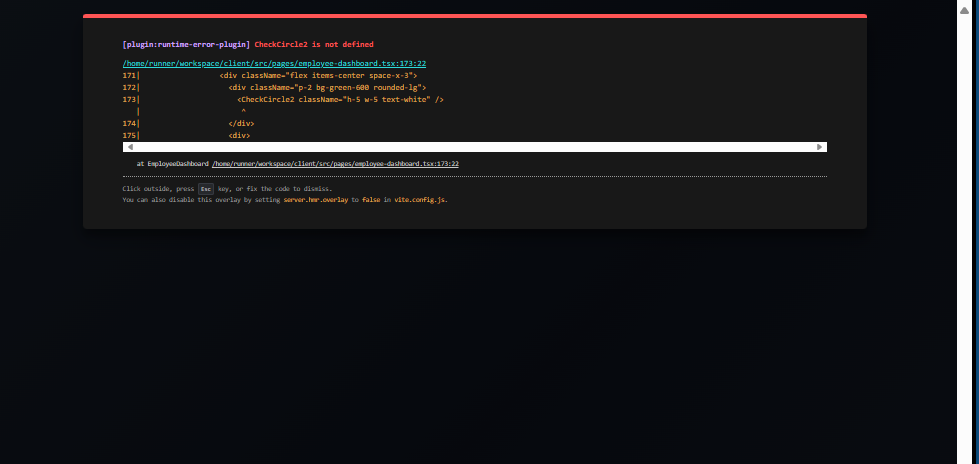 [plugin:runtime-error-plugin] CheckCircle2 is not defined
/home/runner/workspace/client/src/pages/employee-dashboard.tsx:173:22
171|                  <div className="flex items-center space-x-3">
172|                    <div className="p-2 bg-green-600 rounded-lg">
173|                      <CheckCircle2 className="h-5 w-5 text-white" />
   |                       ^
174|                    </div>
175|                    <div>
at EmployeeDashboard /home/runner/workspace/client/src/pages/employee-dashboard.tsx:173:22
Click outside, press Esc key, or fix the code to dismiss.
You can also disable this overlay by setting server.hmr.overlay to false in vite.config.js.